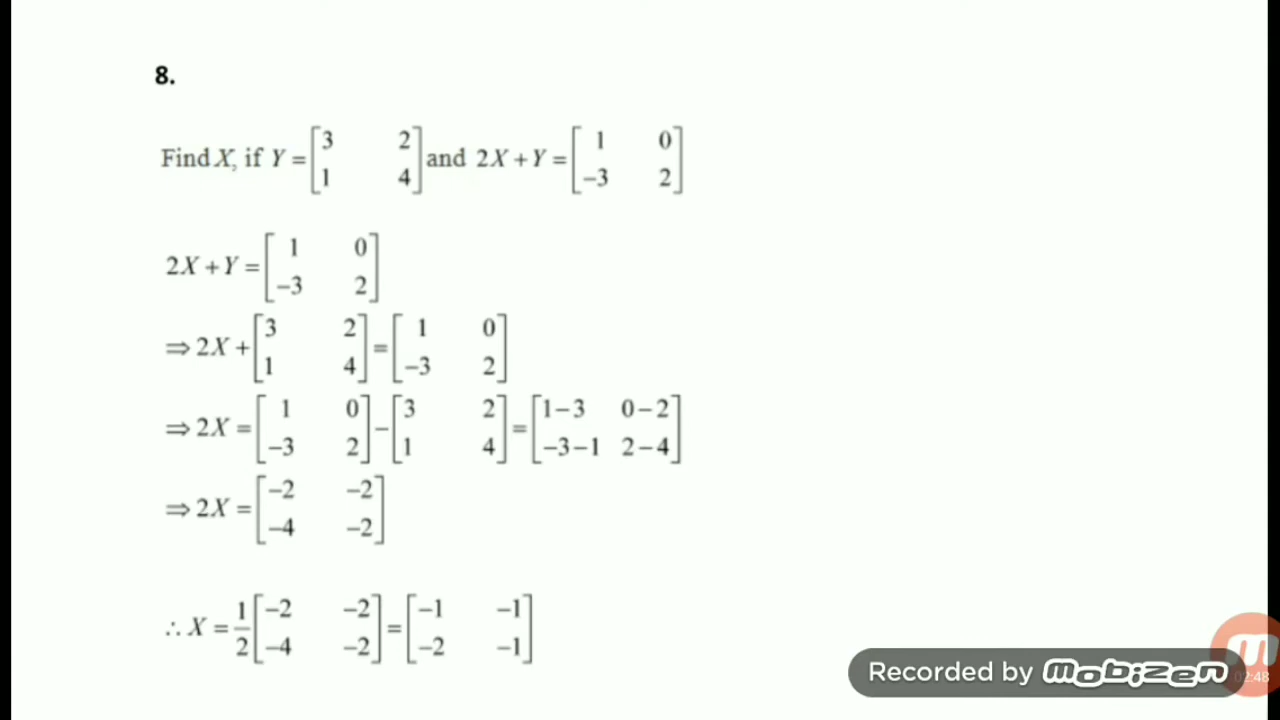 8.
Find X, if Y = [3 2; 1 4] and 2X + Y = [1 0; −3 2]
2X + Y = [1 0; −3 2]
⇒ 2X + [3 2; 1 4] = [1 0; −3 2]
⇒ 2X = [1 0; −3 2] − [3 2; 1 4] = [1−3 0−2; −3−1 2−4]
⇒ 2X = [−2 −2; −4 −2]
∴ X = 1/2 [−2 −2; −4 −2] = [−1 −1; −2 −1]
Recorded by mobizen
02:48